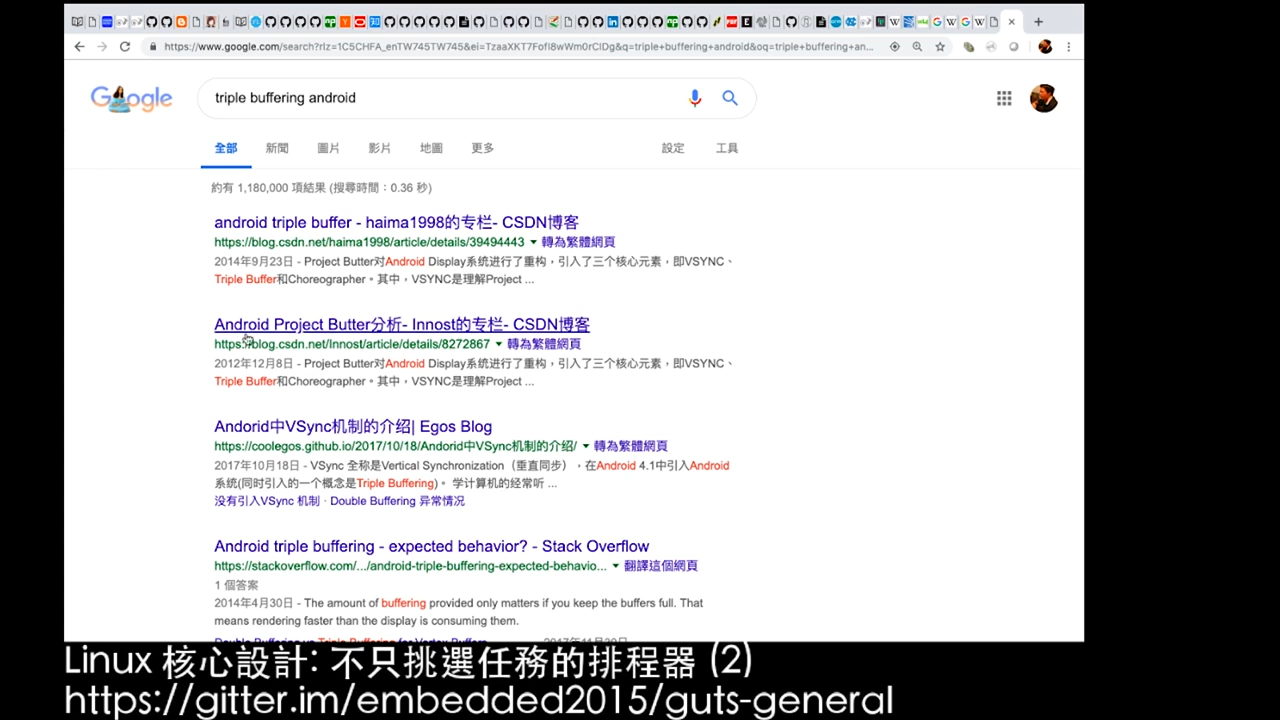 https://www.google.com/search?rlz=1C5CHFA_enTW745TW745&ei=TzaaXKT7FofI8wWm0rCIDg&q=triple+buffering+android&oq=triple+buffering+an...
Google
triple buffering android
全部 新聞 圖片 影片 地圖 更多 設定 工具
約有 1,180,000 項結果 (搜尋時間：0.36 秒)
android triple buffer - haima1998的专栏- CSDN博客
https://blog.csdn.net/haima1998/article/details/39494443 ▼ 轉為繁體網頁
2014年9月23日 - Project Butter对Android Display系统进行了重构，引入了三个核心元素，即VSYNC、
Triple Buffer和Choreographer。其中，VSYNC是理解Project ...
Android Project Butter分析- Innost的专栏- CSDN博客
https://blog.csdn.net/Innost/article/details/8272867 ▼ 轉為繁體網頁
2012年12月8日 - Project Butter对Android Display系统进行了重构，引入了三个核心元素，即VSYNC、
Triple Buffer和Choreographer。其中，VSYNC是理解Project ...
Andorid中VSync机制的介绍| Egos Blog
https://coolegos.github.io/2017/10/18/Andorid中VSync机制的介绍/ ▼ 轉為繁體網頁
2017年10月18日 - VSync 全称是Vertical Synchronization（垂直同步），在Android 4.1中引入Android
系统(同时引入的一个概念是Triple Buffering)。 学计算机的经常听 ...
没有引入VSync 机制 · Double Buffering 异常情况
Android triple buffering - expected behavior? - Stack Overflow
https://stackoverflow.com/.../android-triple-buffering-expected-behavio... ▼ 翻譯這個網頁
1 個答案
2014年4月30日 - The amount of buffering provided only matters if you keep the buffers full. That
means rendering faster than the display is consuming them.
Double Buffering vs Triple Buffering for Vertex Buffers 2017年11月30日
Linux 核心設計: 不只挑選任務的排程器 (2)
https://gitter.im/embedded2015/guts-general